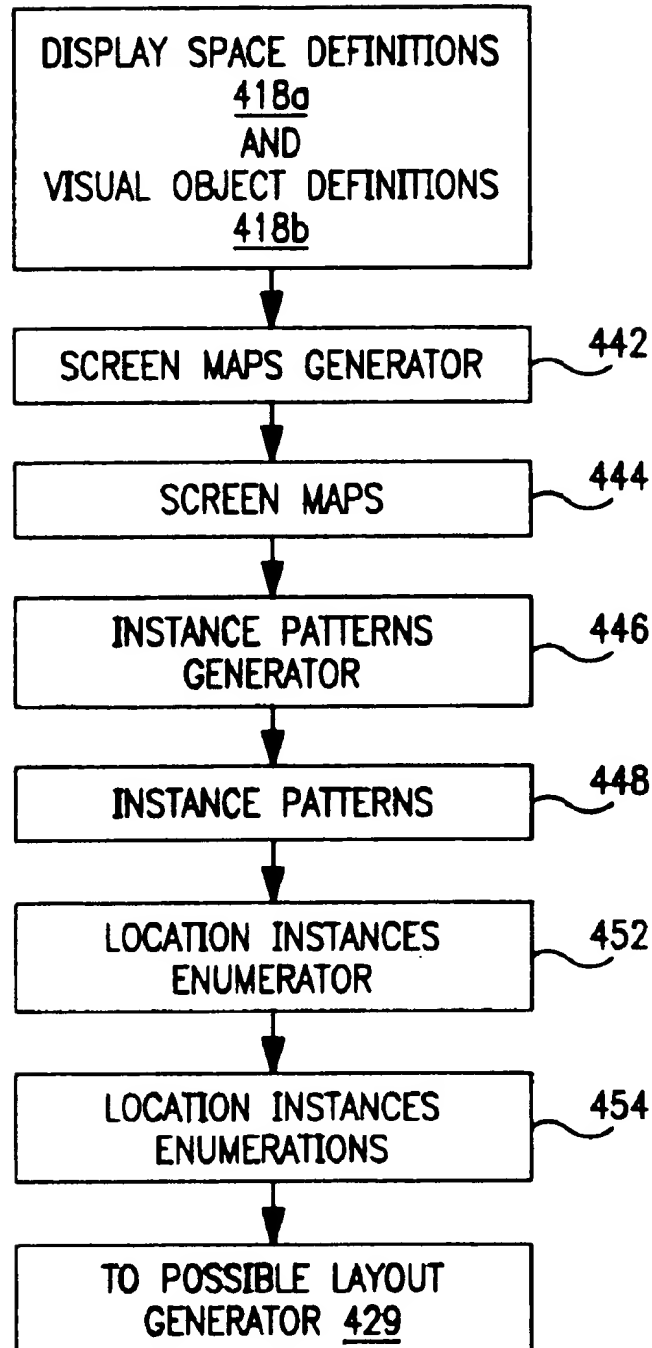 DISPLAY SPACE DEFINITIONS
418a
AND
VISUAL OBJECT DEFINITIONS
418b
SCREEN MAPS GENERATOR
442
SCREEN MAPS
444
INSTANCE PATTERNS
GENERATOR
446
INSTANCE PATTERNS
448
LOCATION INSTANCES
ENUMERATOR
452
LOCATION INSTANCES
ENUMERATIONS
454
TO POSSIBLE LAYOUT
GENERATOR 429